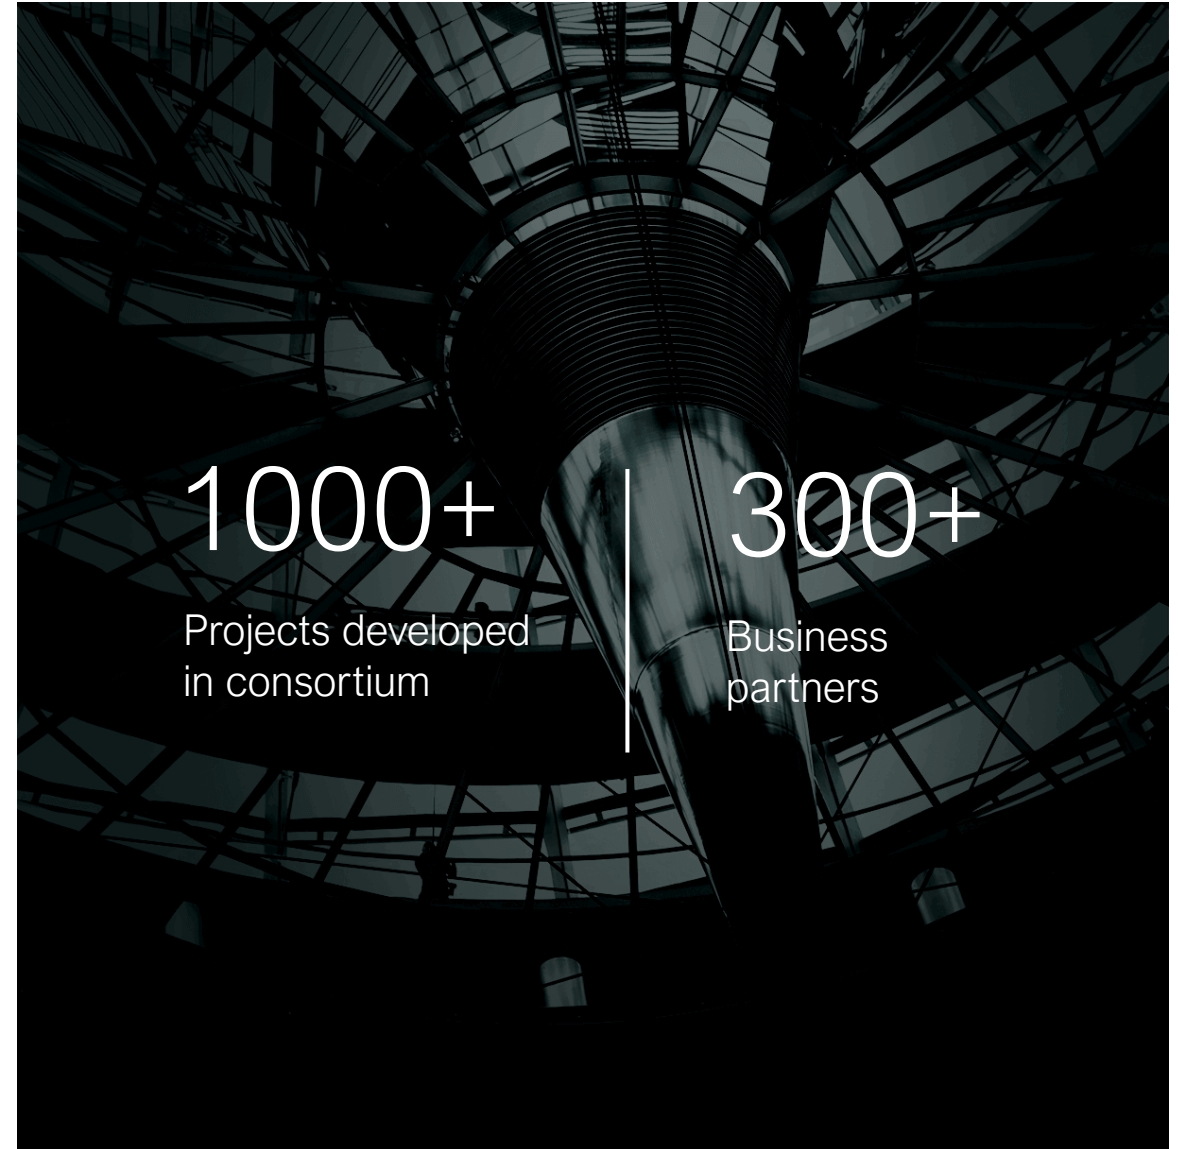 1000+
Projects developed
in consortium
300+
Business
partners